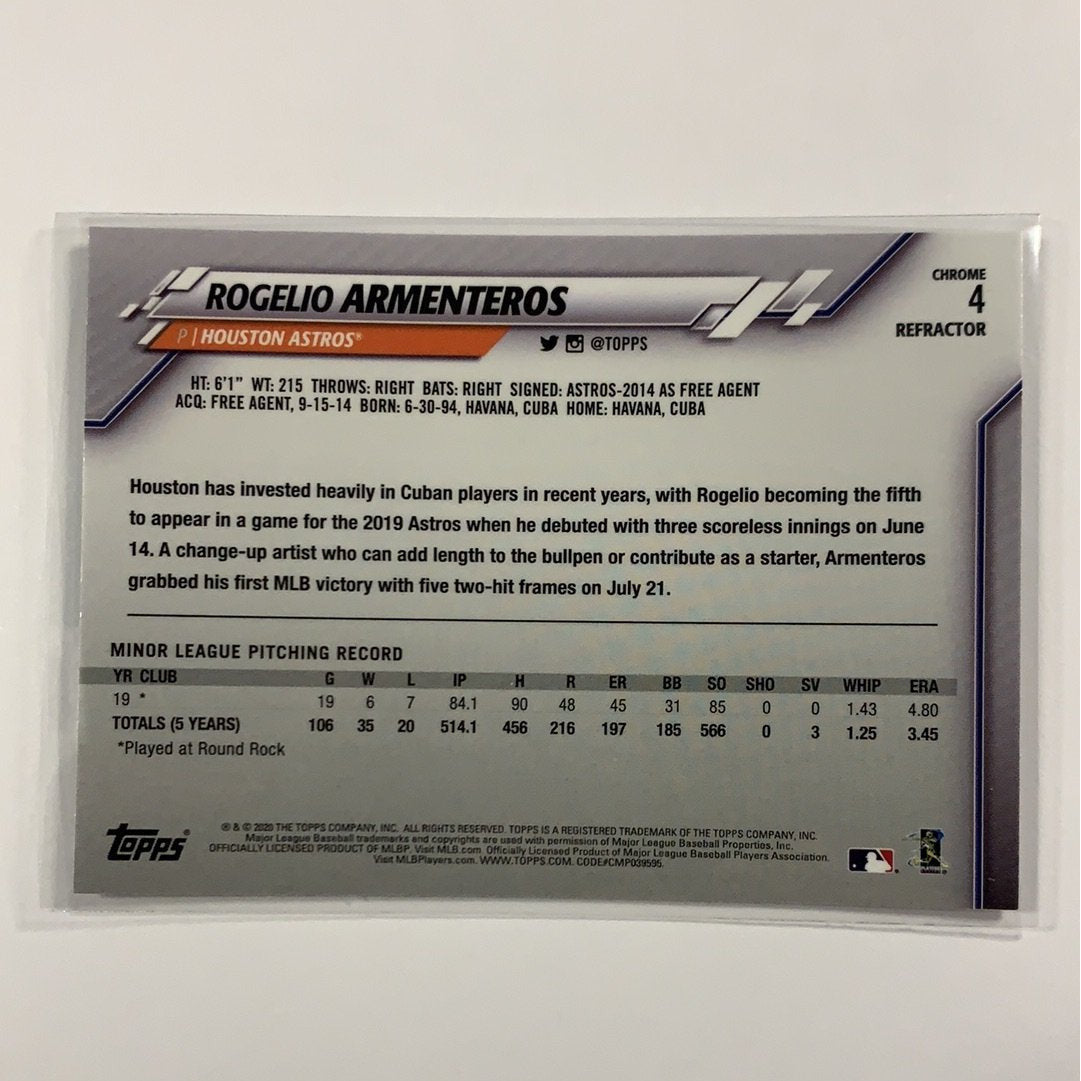 CHROME
4
REFRACTOR
ROGELIO ARMENTEROS
P | HOUSTON ASTROS®
@TOPPS
HT: 6'1" WT: 215 THROWS: RIGHT BATS: RIGHT SIGNED: ASTROS-2014 AS FREE AGENT
ACQ: FREE AGENT, 9-15-14 BORN: 6-30-94, HAVANA, CUBA HOME: HAVANA, CUBA
Houston has invested heavily in Cuban players in recent years, with Rogelio becoming the fifth
to appear in a game for the 2019 Astros when he debuted with three scoreless innings on June
14. A change-up artist who can add length to the bullpen or contribute as a starter, Armenteros
grabbed his first MLB victory with five two-hit frames on July 21.
MINOR LEAGUE PITCHING RECORD
YR CLUB G W L IP H R ER BB SO SHO SV WHIP ERA
19 * 19 6 7 84.1 90 48 45 31 85 0 0 1.43 4.80
TOTALS (5 YEARS) 106 35 20 514.1 456 216 197 185 566 0 3 1.25 3.45
*Played at Round Rock
Topps®
® & © 2020 THE TOPPS COMPANY, INC. ALL RIGHTS RESERVED. TOPPS IS A REGISTERED TRADEMARK OF THE TOPPS COMPANY, INC.
Major League Baseball trademarks and copyrights are used with permission of Major League Baseball Properties, Inc.
OFFICIALLY LICENSED PRODUCT OF MLBP. Visit MLB.com. Officially Licensed Product of Major League Baseball Players Association.
Visit MLBPlayers.com. WWW.TOPPS.COM. CODE#CMP039595.